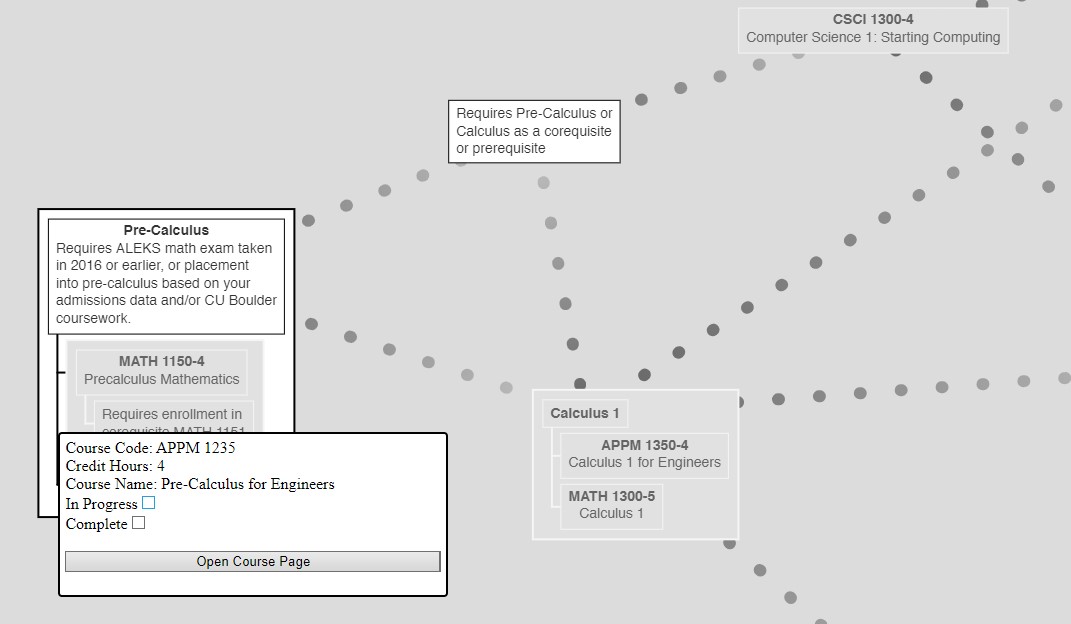 CSCI 1300-4
Computer Science 1: Starting Computing
Requires Pre-Calculus or
Calculus as a corequisite
or prerequisite
Pre-Calculus
Requires ALEKS math exam taken
in 2016 or earlier, or placement
into pre-calculus based on your
admissions data and/or CU Boulder
coursework.
MATH 1150-4
Precalculus Mathematics
Requires enrollment in
corequisite MATH 1151
Course Code: APPM 1235
Credit Hours: 4
Course Name: Pre-Calculus for Engineers
In Progress
Complete
Open Course Page
Calculus 1
APPM 1350-4
Calculus 1 for Engineers
MATH 1300-5
Calculus 1